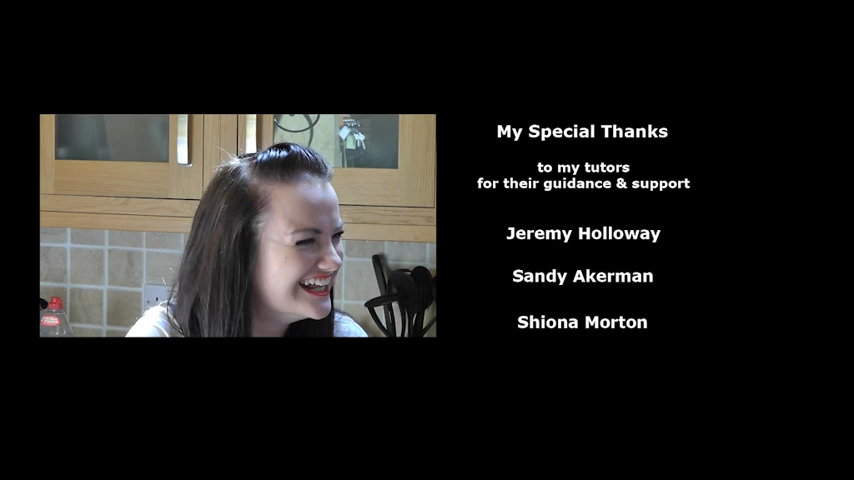 My Special Thanks
to my tutors
for their guidance & support
Jeremy Holloway
Sandy Akerman
Shiona Morton